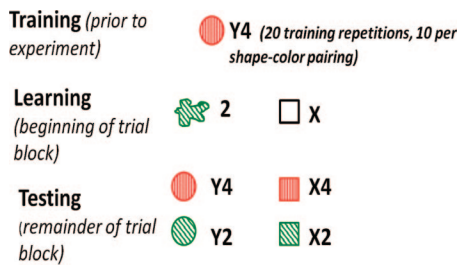 Training (prior to experiment)
Y4 (20 training repetitions, 10 per shape-color pairing)
Learning
(beginning of trial block)
2 X
Testing
(remainder of trial block)
Y4 X4
Y2 X2